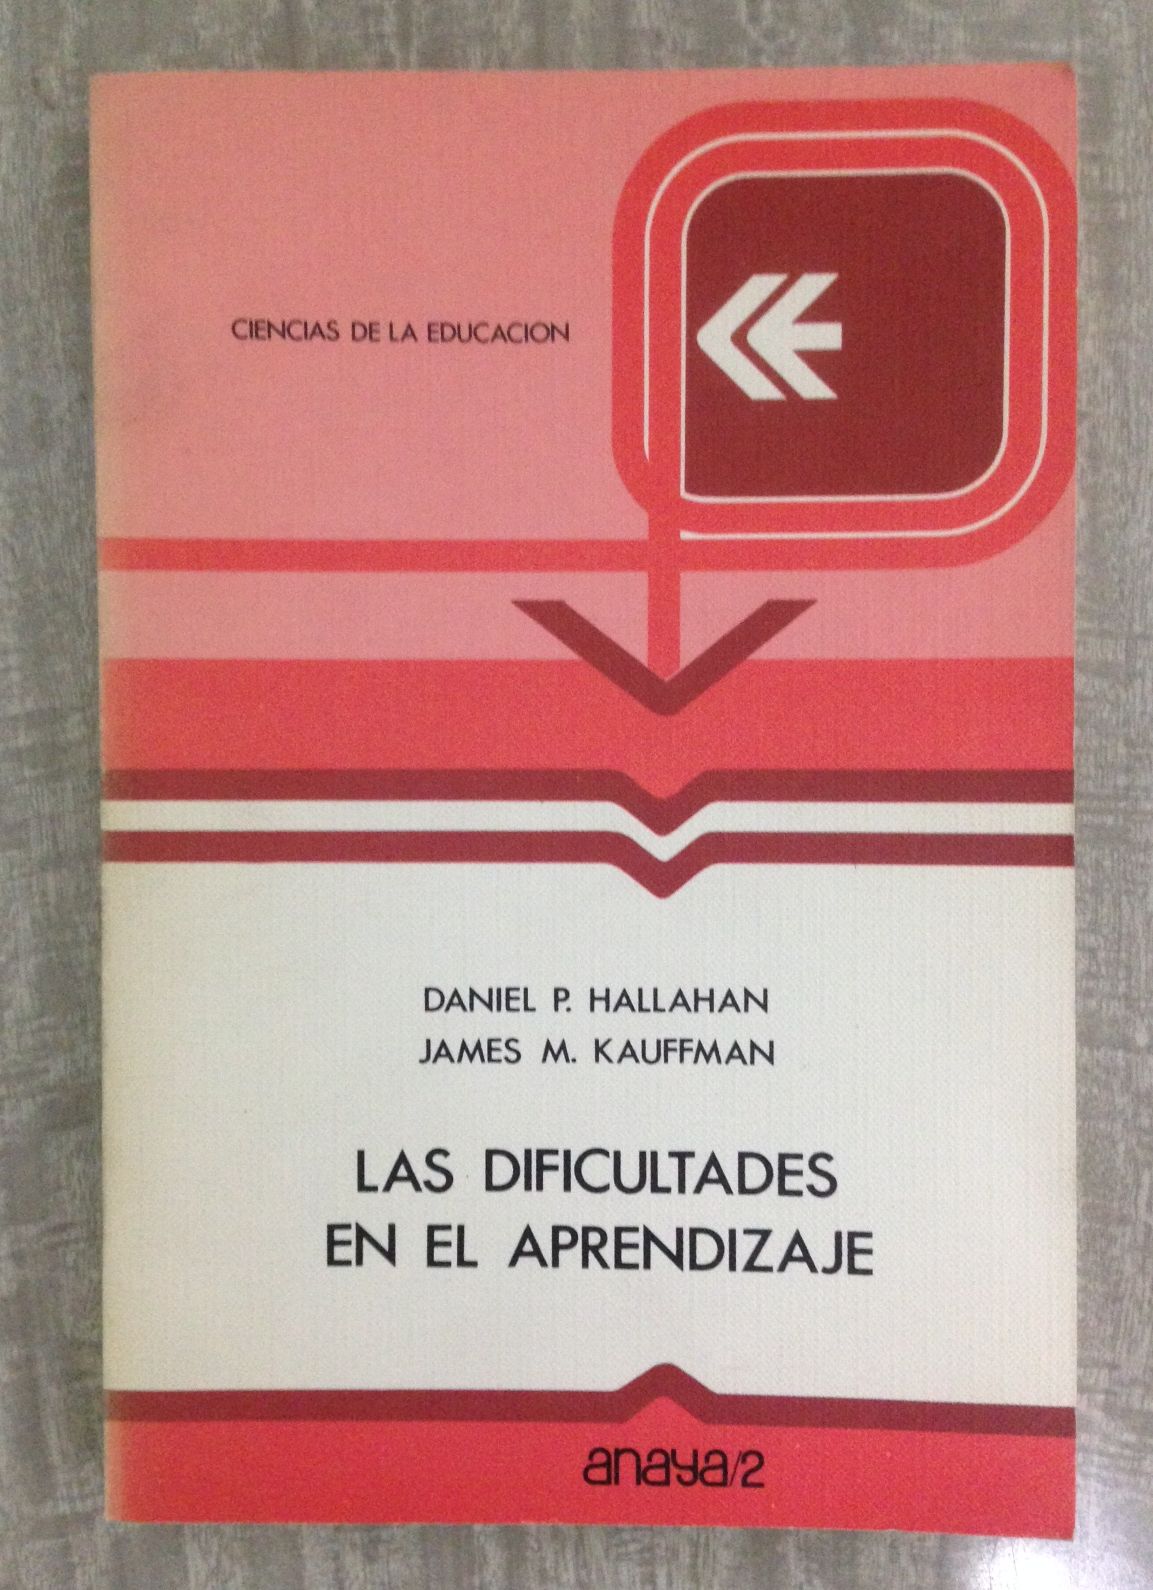 CIENCIAS DE LA EDUCACION
DANIEL P. HALLAHAN
JAMES M. KAUFFMAN
LAS DIFICULTADES
EN EL APRENDIZAJE
anaya/2